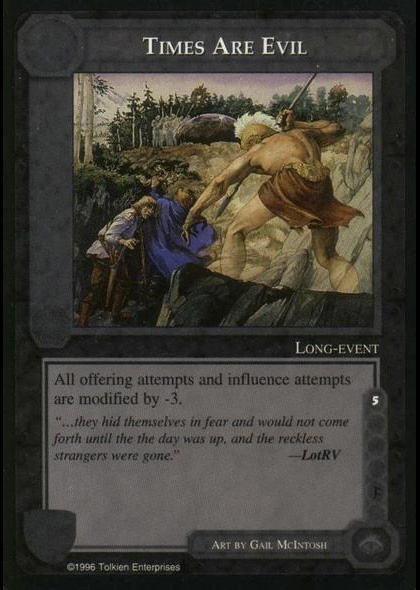 TIMES ARE EVIL
LONG-EVENT
All offering attempts and influence attempts
are modified by -3.
5
"...they hid themselves in fear and would not come
forth until the the day was up, and the reckless
strangers were gone." —LotRV
F
ART BY GAIL MCINTOSH
©1996 Tolkien Enterprises